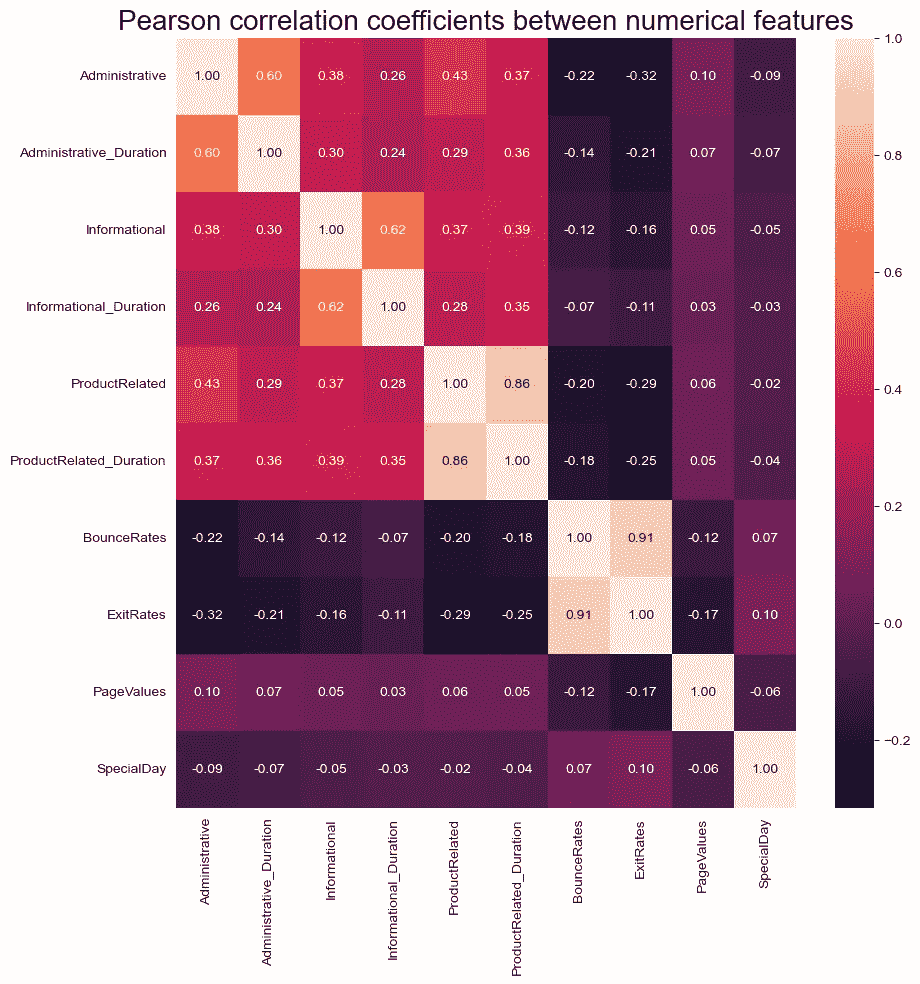 Pearson correlation coefficients between numerical features
Administrative 1.00 0.60 0.38 0.26 0.43 0.37 -0.22 -0.32 0.10 -0.09
Administrative_Duration 0.60 1.00 0.30 0.24 0.29 0.36 -0.14 -0.21 0.07 -0.07
Informational 0.38 0.30 1.00 0.62 0.37 0.39 -0.12 -0.16 0.05 -0.05
Informational_Duration 0.26 0.24 0.62 1.00 0.28 0.35 -0.07 -0.11 0.03 -0.03
ProductRelated 0.43 0.29 0.37 0.28 1.00 0.86 -0.20 -0.29 0.06 -0.02
ProductRelated_Duration 0.37 0.36 0.39 0.35 0.86 1.00 -0.18 -0.25 0.05 -0.04
BounceRates -0.22 -0.14 -0.12 -0.07 -0.20 -0.18 1.00 0.91 -0.12 0.07
ExitRates -0.32 -0.21 -0.16 -0.11 -0.29 -0.25 0.91 1.00 -0.17 0.10
PageValues 0.10 0.07 0.05 0.03 0.06 0.05 -0.12 -0.17 1.00 -0.06
SpecialDay -0.09 -0.07 -0.05 -0.03 -0.02 -0.04 0.07 0.10 -0.06 1.00
Administrative
Administrative_Duration
Informational
Informational_Duration
ProductRelated
ProductRelated_Duration
BounceRates
ExitRates
PageValues
SpecialDay
1.0
0.8
0.6
0.4
0.2
0.0
−0.2